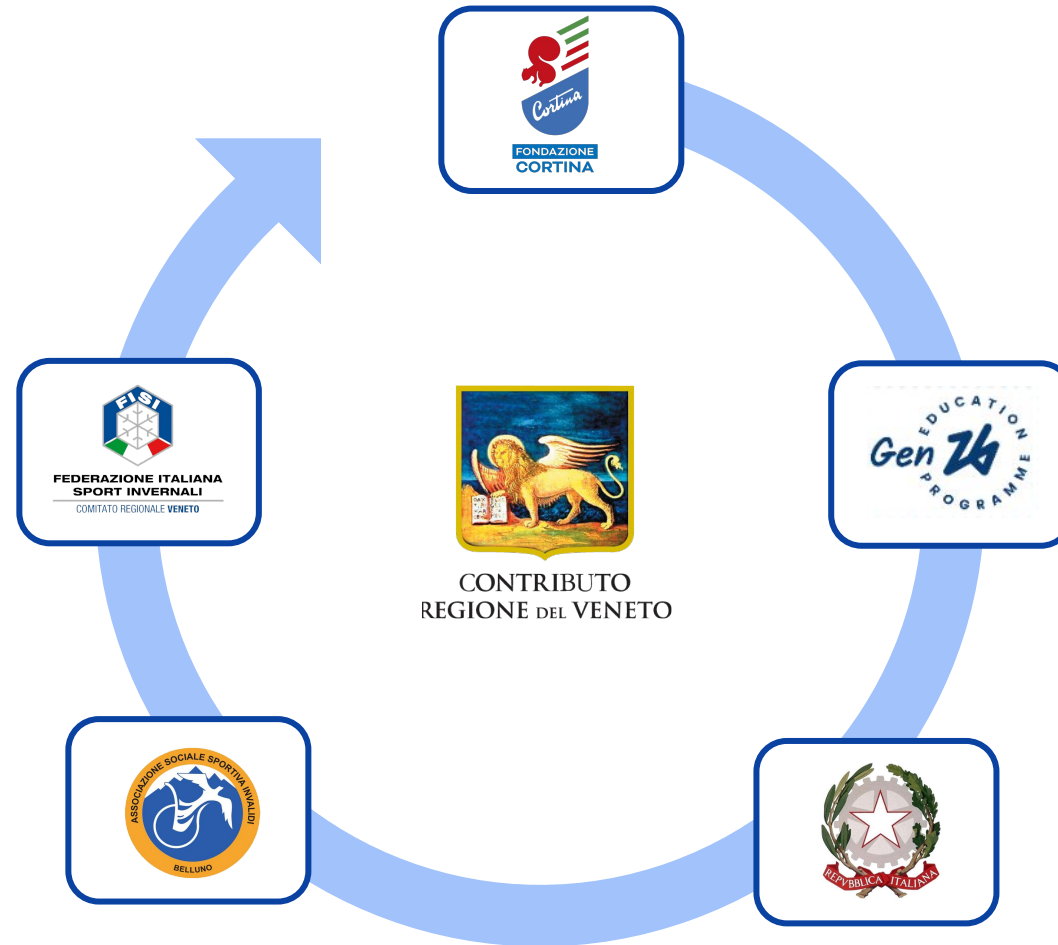 Cortina
FONDAZIONE
CORTINA
Gen 26
EDUCATION
PROGRAMME
FISI
FEDERAZIONE ITALIANA
SPORT INVERNALI
COMITATO REGIONALE VENETO
CONTRIBUTO
REGIONE DEL VENETO
ASSOCIAZIONE SOCIALE SPORTIVA INVALIDI
BELLUNO
REPVBBLICA ITALIANA